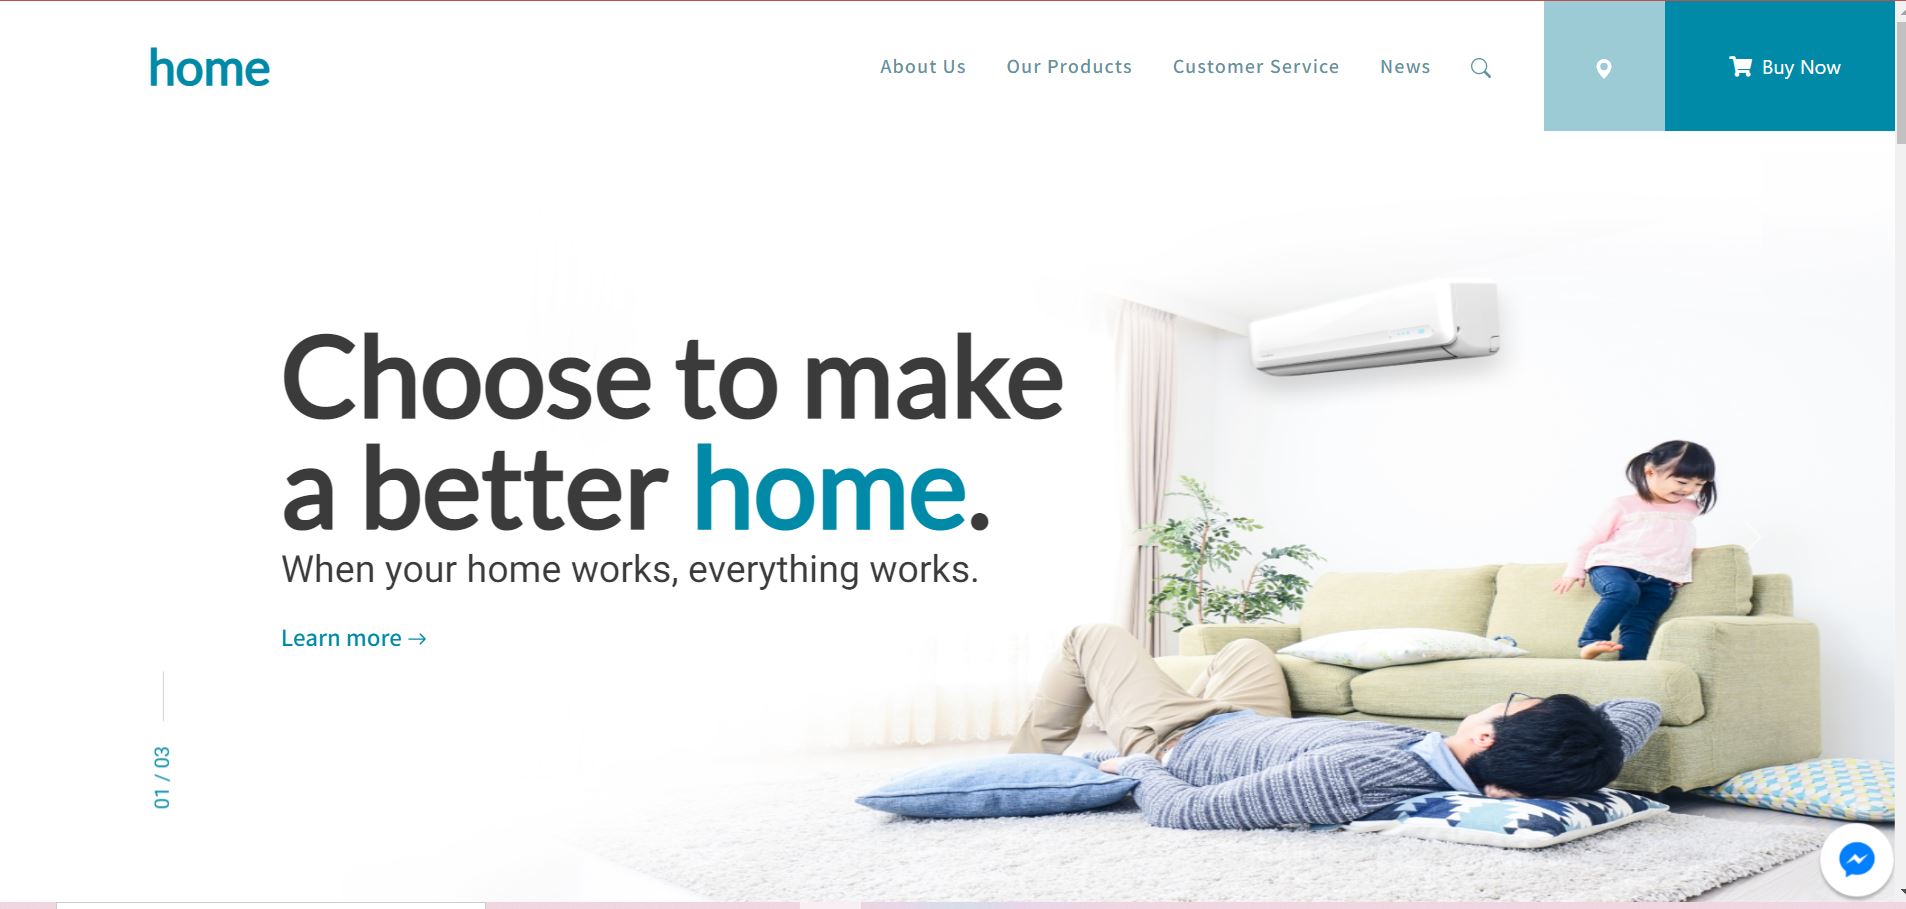 home
About Us
Our Products
Customer Service
News
Buy Now
Choose to make
a better home.
When your home works, everything works.
Learn more →
01 / 03